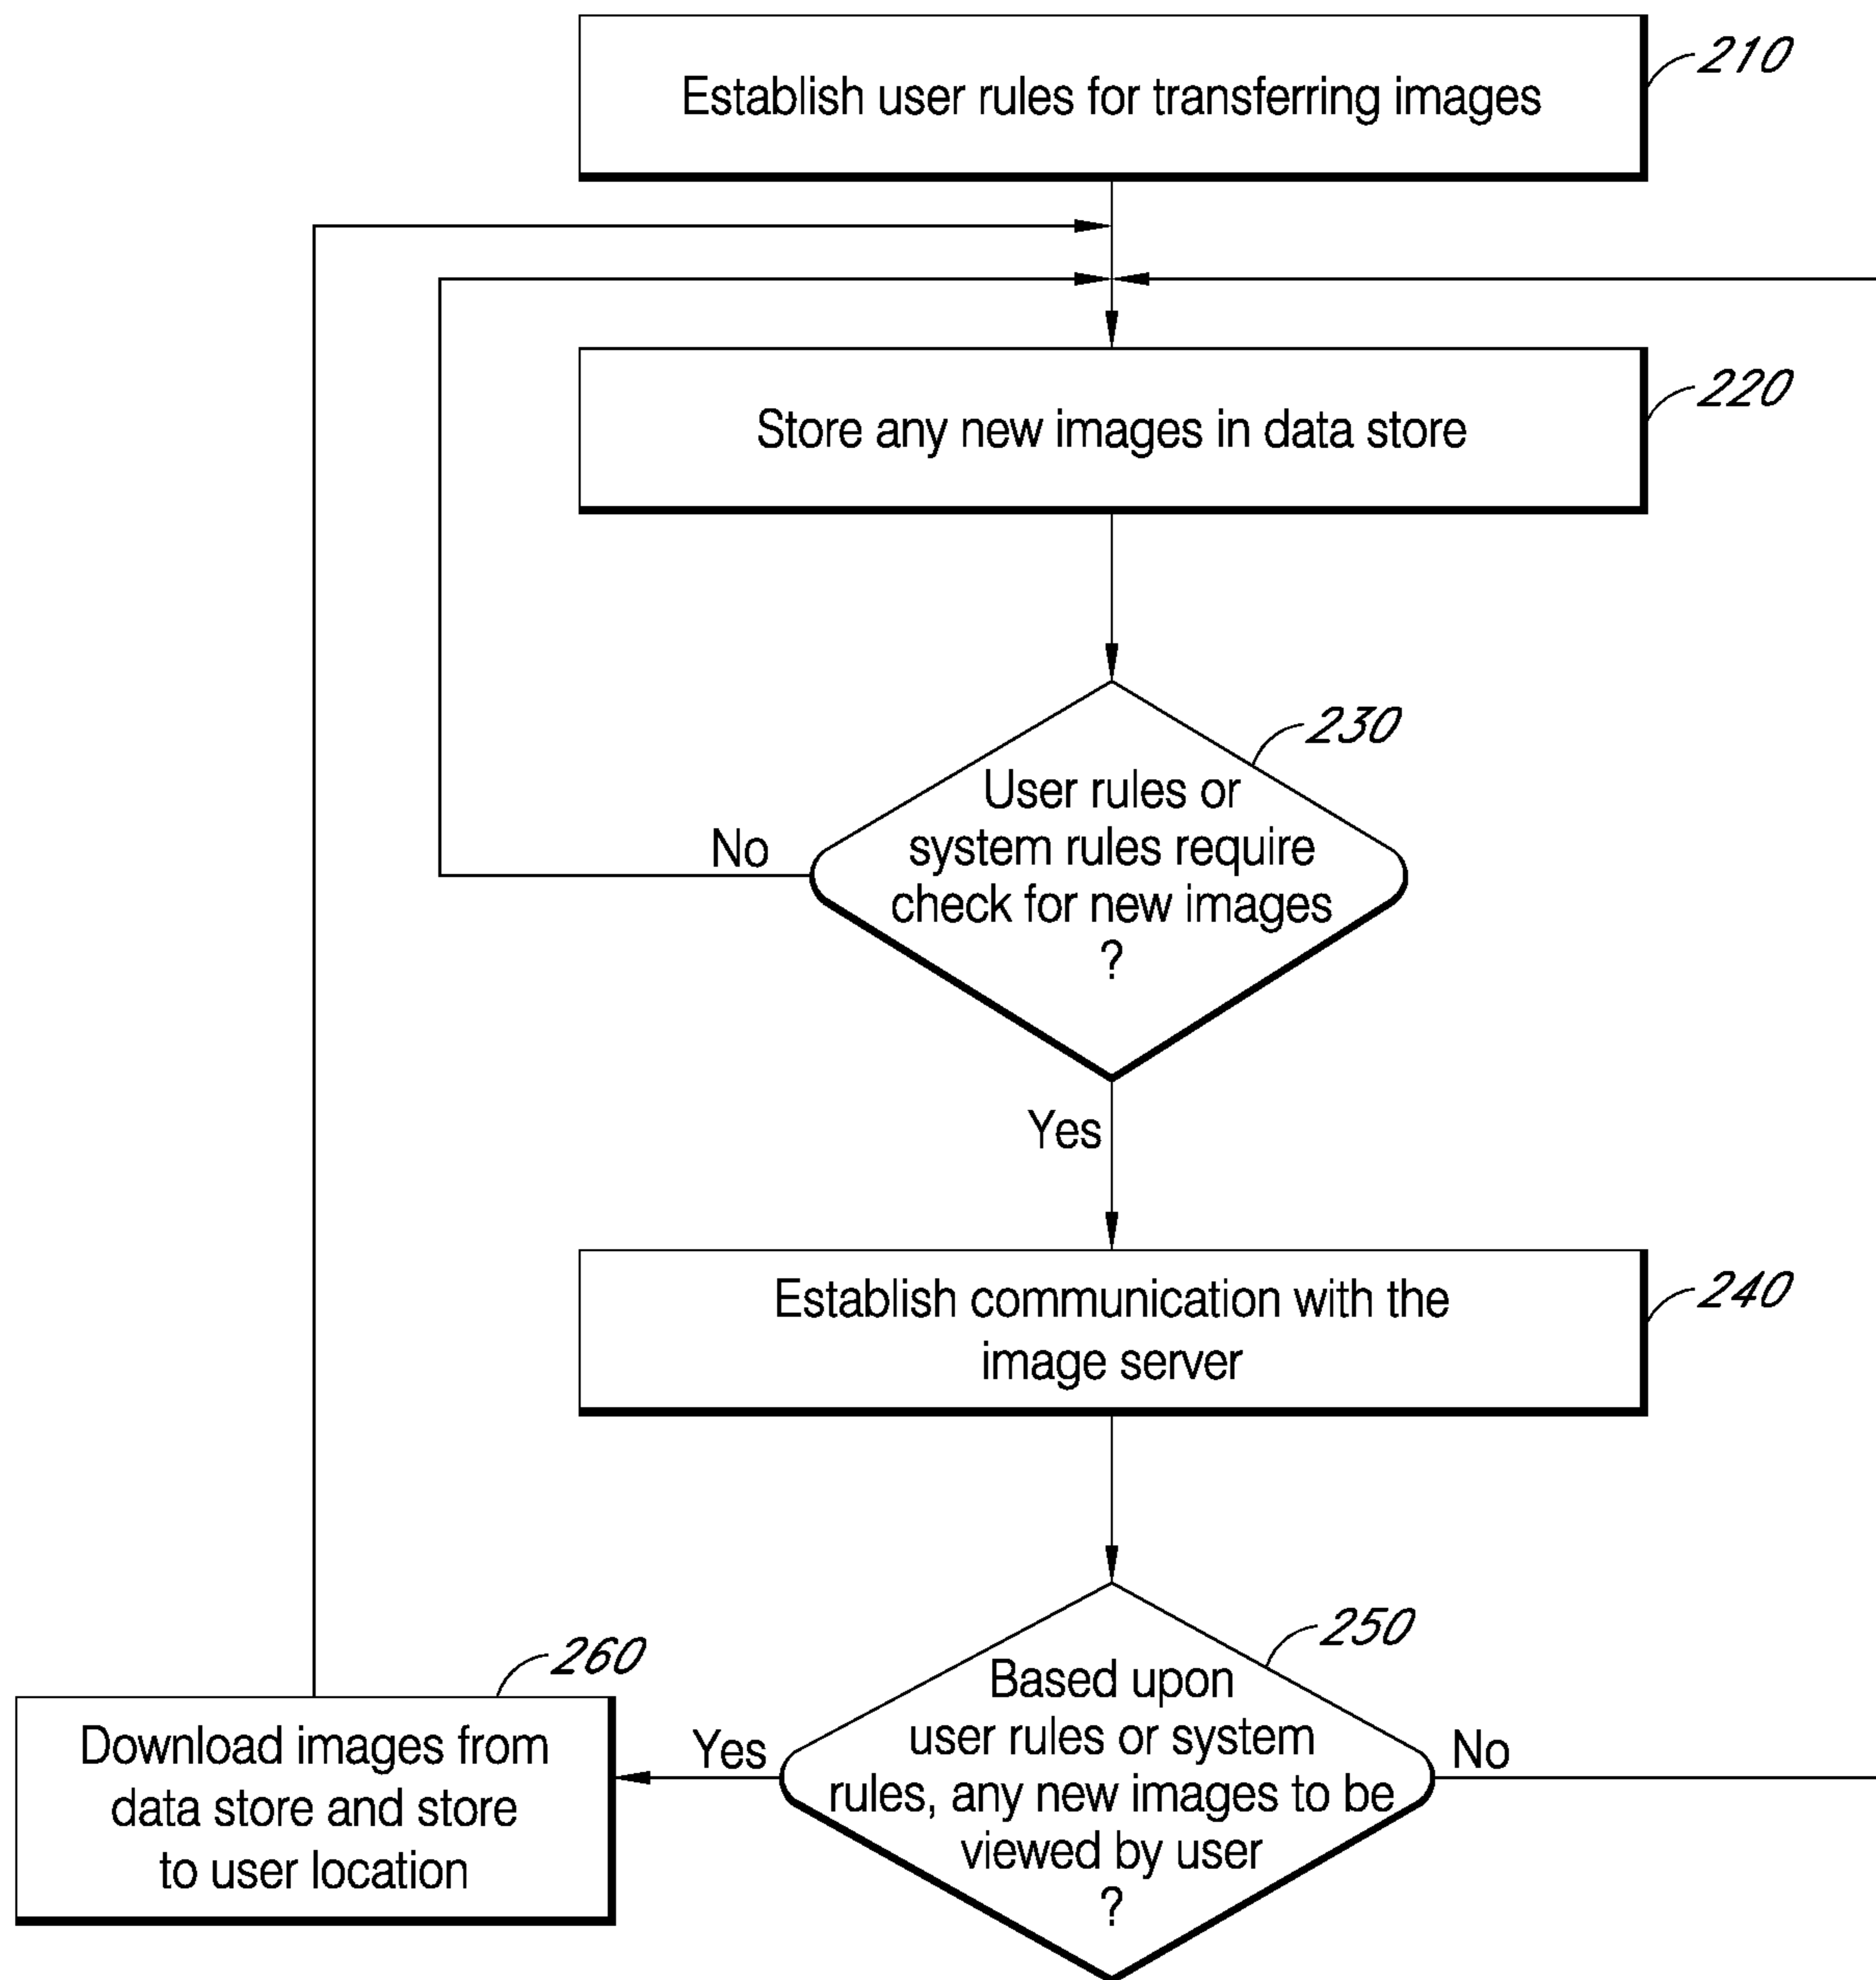 Establish user rules for transferring images
210
Store any new images in data store
220
230
User rules or
system rules require
check for new images
?
No
Yes
Establish communication with the
image server
240
250
Based upon
user rules or system
rules, any new images to be
viewed by user
?
Yes
No
260
Download images from
data store and store
to user location